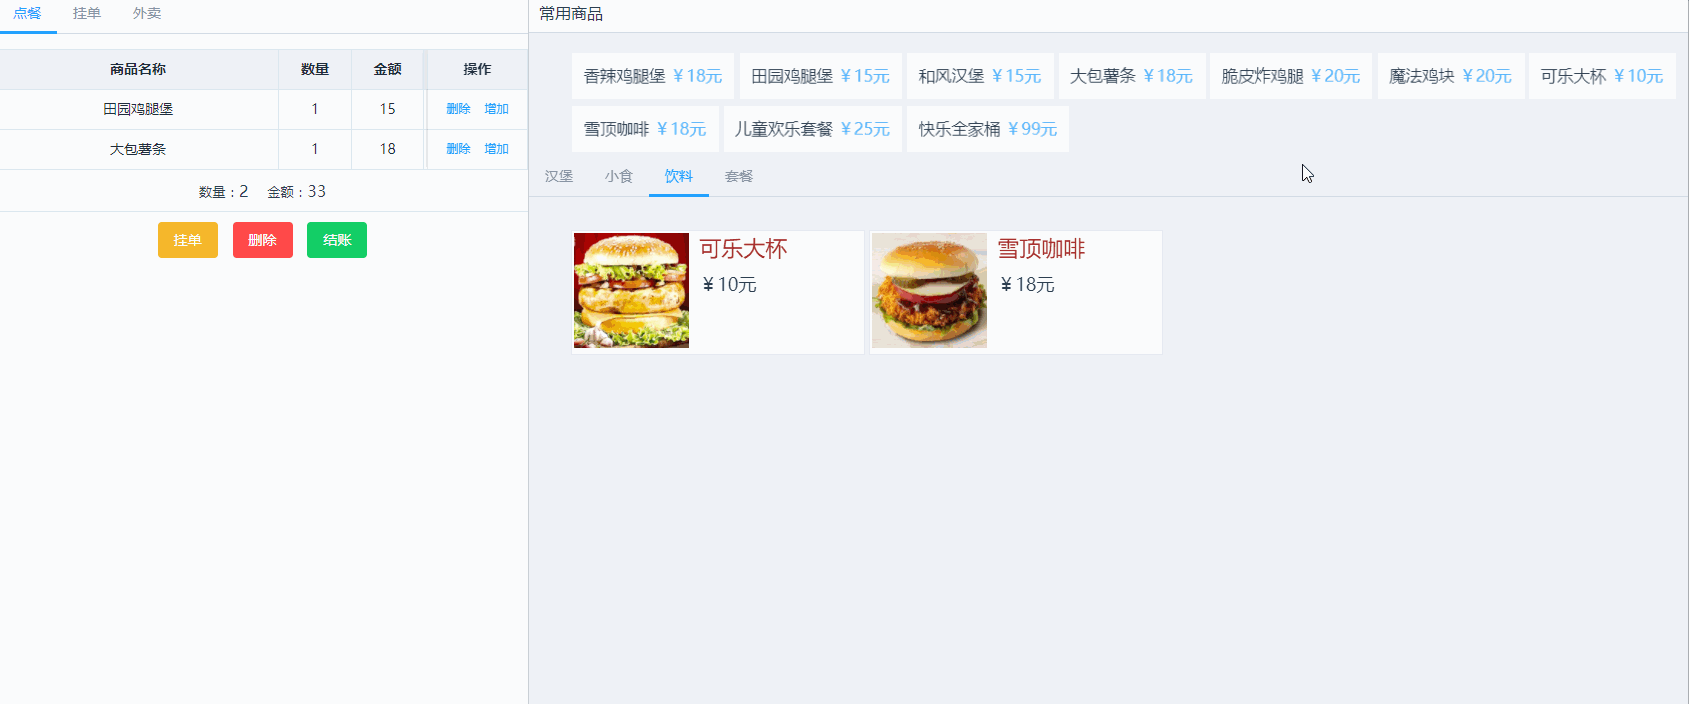 点餐 挂单 外卖
商品名称 数量 金额 操作
田园鸡腿堡 1 15 删除 增加
大包薯条 1 18 删除 增加
数量：2 金额：33
挂单 删除 结账
常用商品
香辣鸡腿堡 ￥18元 田园鸡腿堡 ￥15元 和风汉堡 ￥15元 大包薯条 ￥18元 脆皮炸鸡腿 ￥20元 魔法鸡块 ￥20元 可乐大杯 ￥10元
雪顶咖啡 ￥18元 儿童欢乐套餐 ￥25元 快乐全家桶 ￥99元
汉堡 小食 饮料 套餐
可乐大杯 雪顶咖啡
￥10元 ￥18元